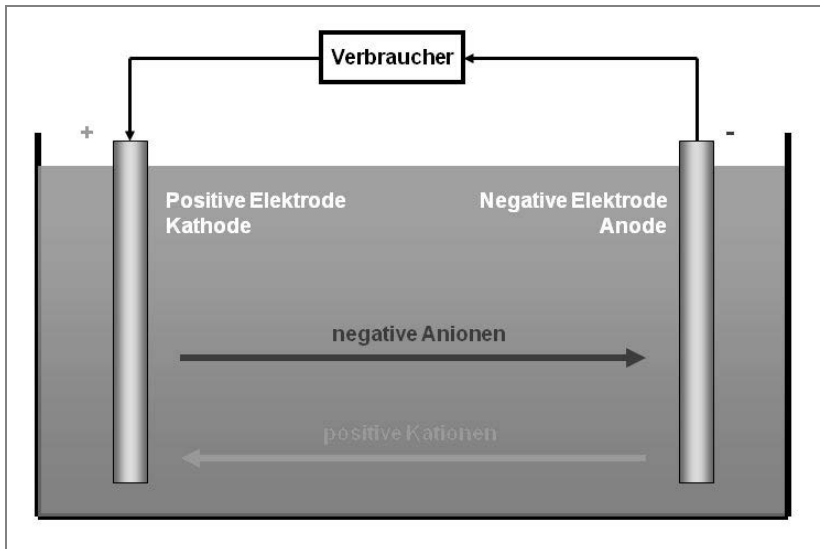 Verbraucher
+
-
Positive Elektrode
Kathode
Negative Elektrode
Anode
negative Anionen
positive Kationen